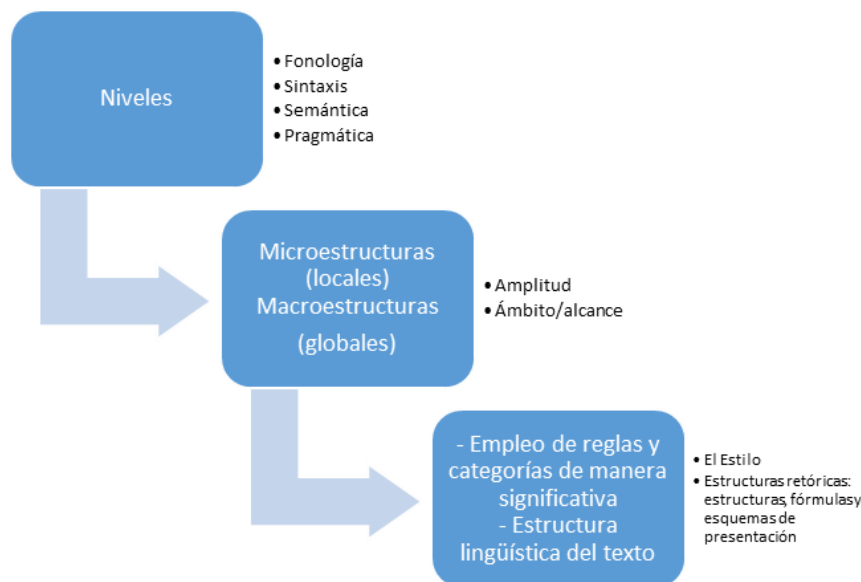 Niveles
• Fonología
• Sintaxis
• Semántica
• Pragmática
Microestructuras
(locales)
Macroestructuras
(globales)
• Amplitud
• Ámbito/alcance
- Empleo de reglas y
categorías de manera
significativa
- Estructura
lingüística del texto
• El Estilo
• Estructuras retóricas:
estructuras, fórmulas y
esquemas de
presentación